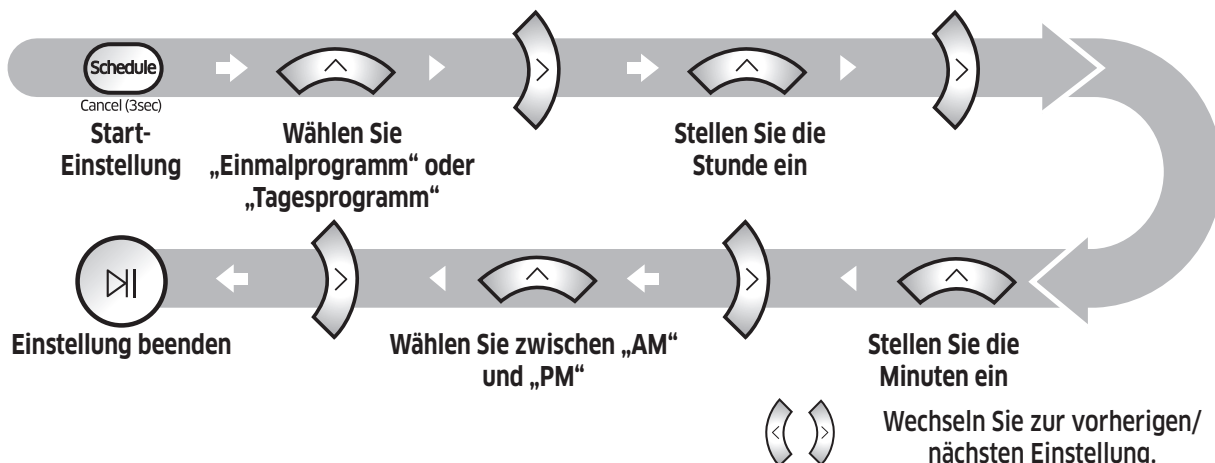 Schedule
Cancel (3sec)
Start-
Einstellung
Wählen Sie
„Einmalprogramm“ oder
„Tagesprogramm“
Stellen Sie die
Stunde ein
Stellen Sie die
Minuten ein
Wählen Sie zwischen „AM“
und „PM“
Einstellung beenden
Wechseln Sie zur vorherigen/
nächsten Einstellung.